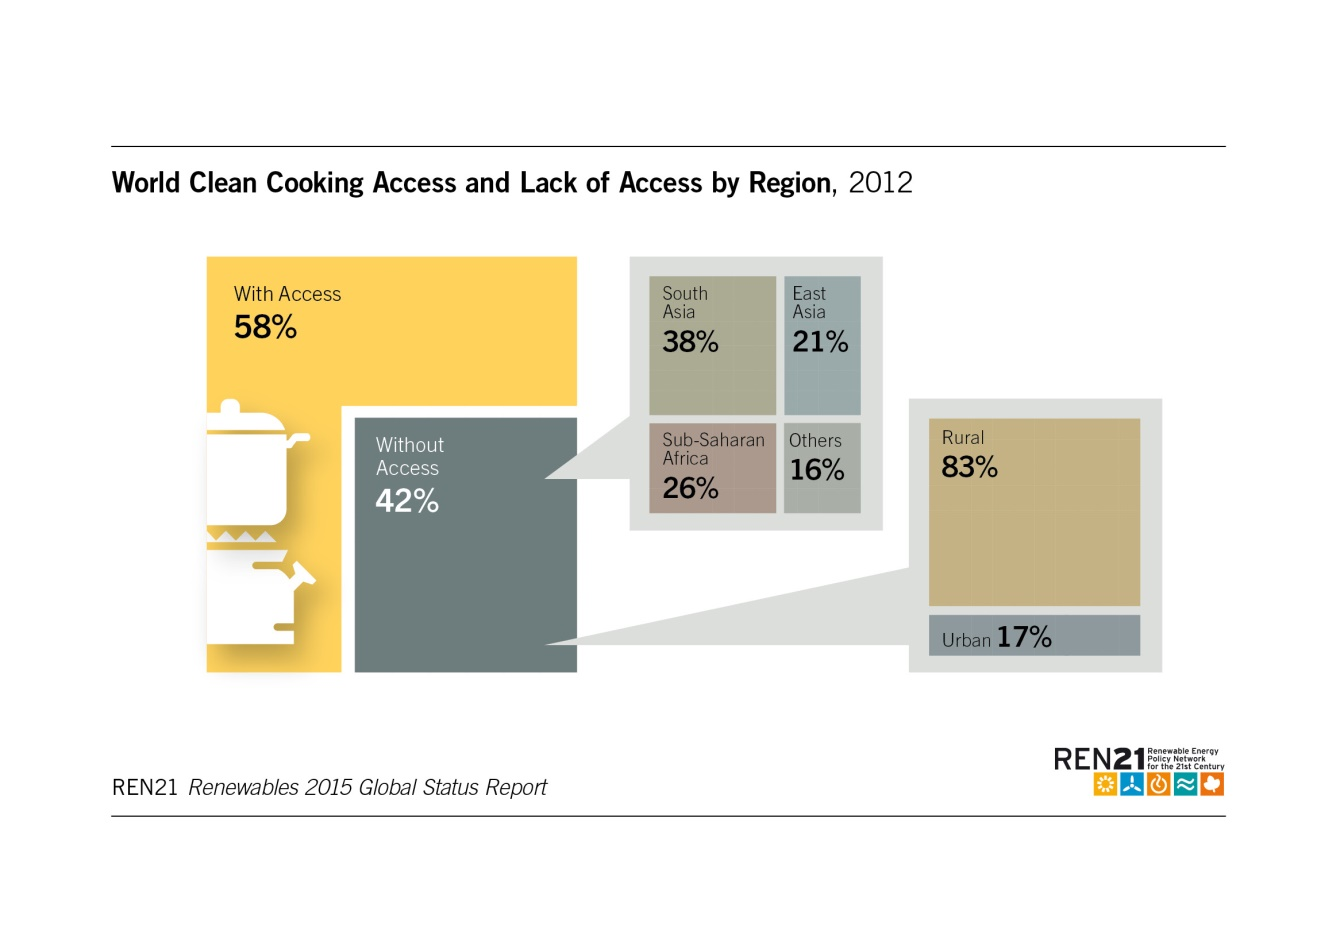 World Clean Cooking Access and Lack of Access by Region, 2012
With Access
58%
Without
Access
42%
South
Asia
38%
East
Asia
21%
Sub-Saharan
Africa
26%
Others
16%
Rural
83%
Urban 17%
REN21 Renewables 2015 Global Status Report
REN21
Renewable Energy
Policy Network
for the 21st Century